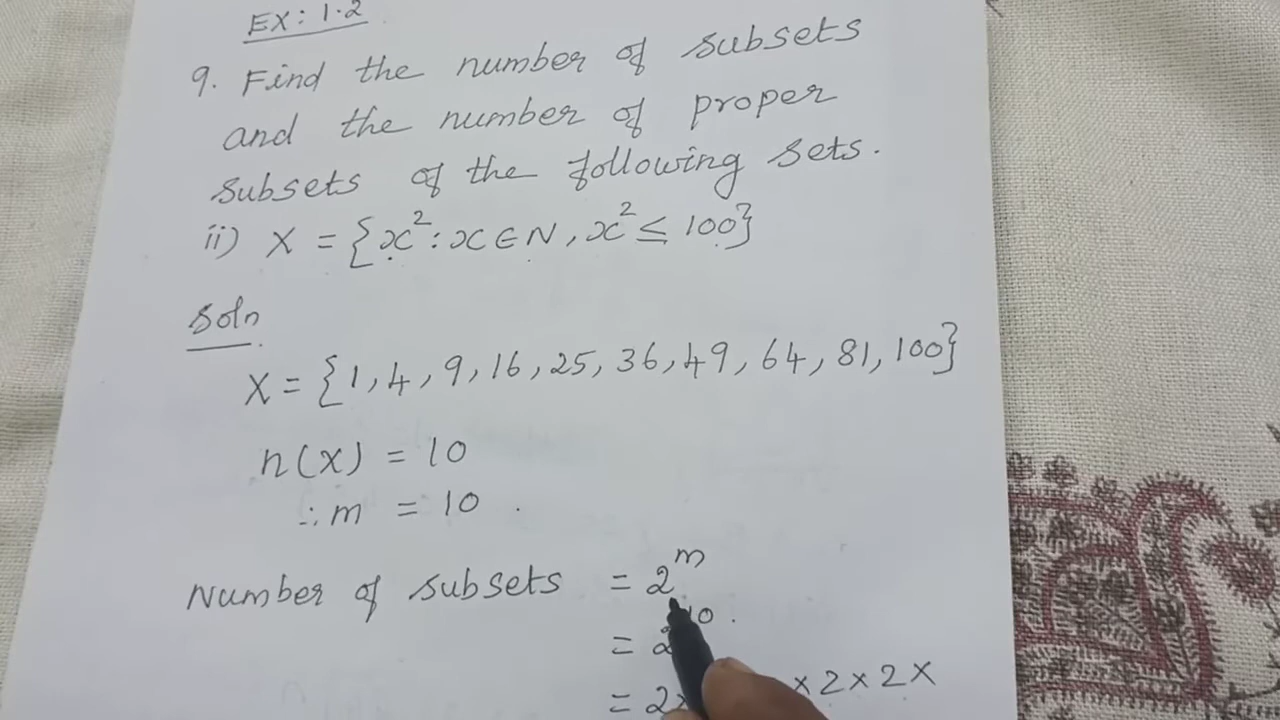 EX: 1.2
9. Find the number of subsets
and the number of proper
subsets of the following sets.
ii) X = {x²: x∈N, x² ≤ 100}
Soln
X = {1, 4, 9, 16, 25, 36, 49, 64, 81, 100}
n(X) = 10
∴ m = 10.
Number of subsets = 2ᵐ
= 2¹⁰.
= 2× ×2×2×